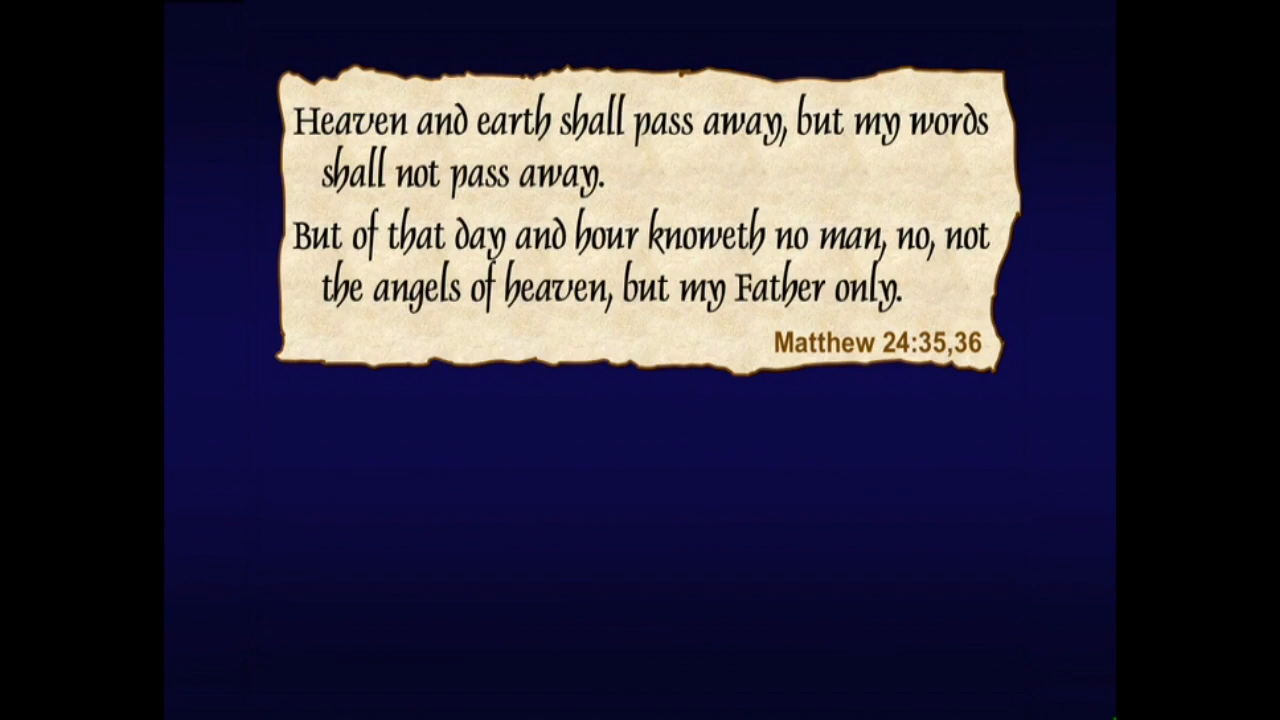 Heaven and earth shall pass away, but my words
shall not pass away.
But of that day and hour knoweth no man, no, not
the angels of heaven, but my Father only.
Matthew 24:35,36